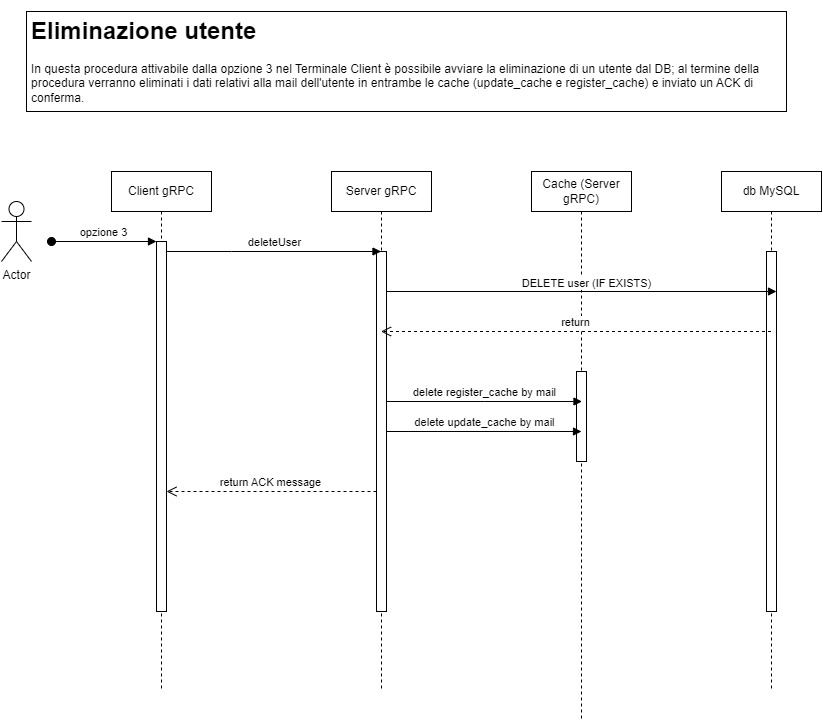 Eliminazione utente
In questa procedura attivabile dalla opzione 3 nel Terminale Client è possibile avviare la eliminazione di un utente dal DB; al termine della
procedura verranno eliminati i dati relativi alla mail dell'utente in entrambe le cache (update_cache e register_cache) e inviato un ACK di
conferma.
Client gRPC
Server gRPC
Cache (Server
gRPC)
db MySQL
Actor
opzione 3
deleteUser
DELETE user (IF EXISTS)
return
delete register_cache by mail
delete update_cache by mail
return ACK message